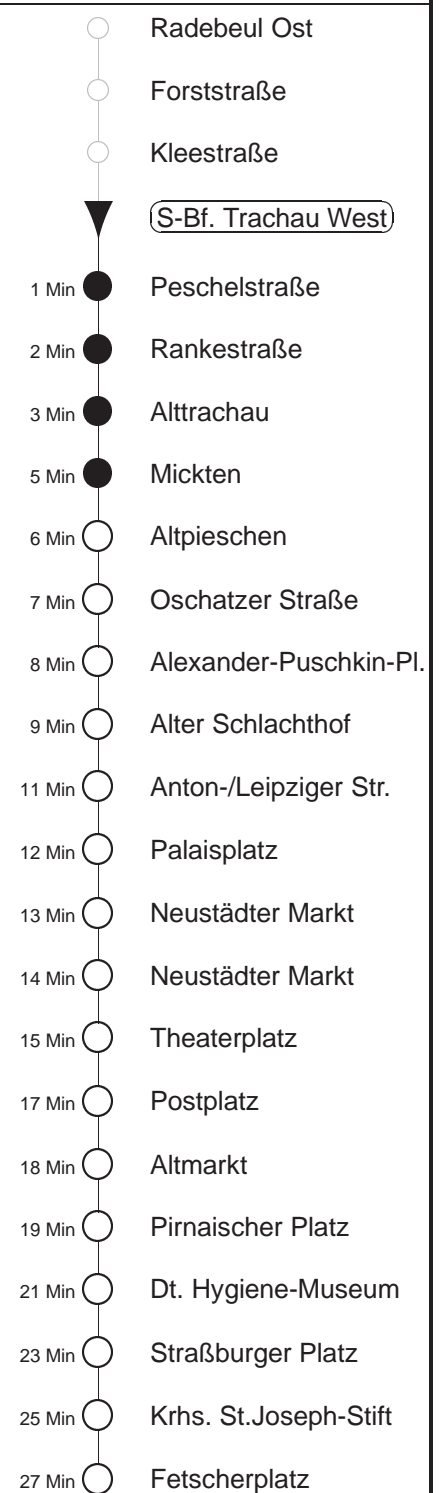 Radebeul Ost
Forststraße
Kleestraße
S-Bf. Trachau West
1 Min Peschelstraße
2 Min Rankestraße
3 Min Alttrachau
5 Min Mickten
6 Min Altpieschen
7 Min Oschatzer Straße
8 Min Alexander-Puschkin-Pl.
9 Min Alter Schlachthof
11 Min Anton-/Leipziger Str.
12 Min Palaisplatz
13 Min Neustädter Markt
14 Min Neustädter Markt
15 Min Theaterplatz
17 Min Postplatz
18 Min Altmarkt
19 Min Pirnaischer Platz
21 Min Dt. Hygiene-Museum
23 Min Straßburger Platz
25 Min Krhs. St.Joseph-Stift
27 Min Fetscherplatz